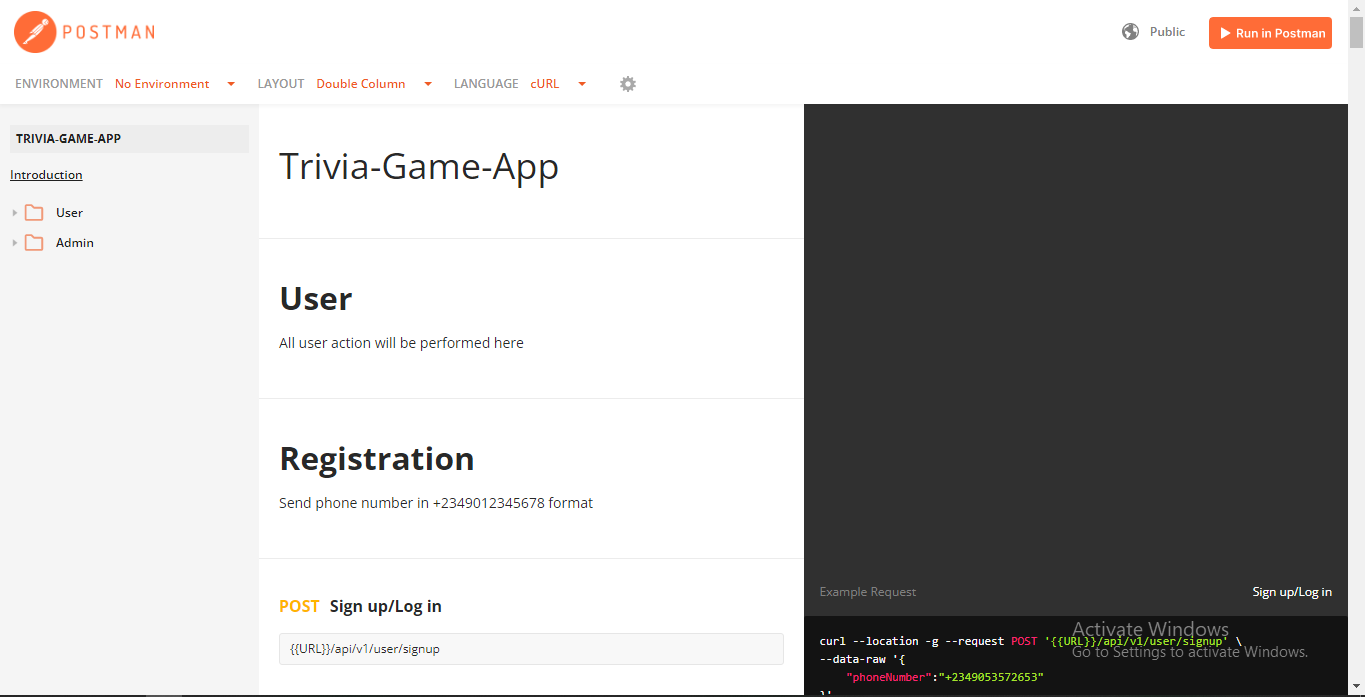 POSTMAN
Public
Run in Postman
ENVIRONMENT No Environment LAYOUT Double Column LANGUAGE cURL
TRIVIA-GAME-APP
Introduction
User
Admin
Trivia-Game-App
User
All user action will be performed here
Registration
Send phone number in +2349012345678 format
POST Sign up/Log in
{{URL}}/api/v1/user/signup
Example Request
Sign up/Log in
curl --location -g --request POST '{{URL}}/api/v1/user/signup' \
--data-raw '{
"phoneNumber":"+2349053572653"
}'
Activate Windows
Go to Settings to activate Windows.